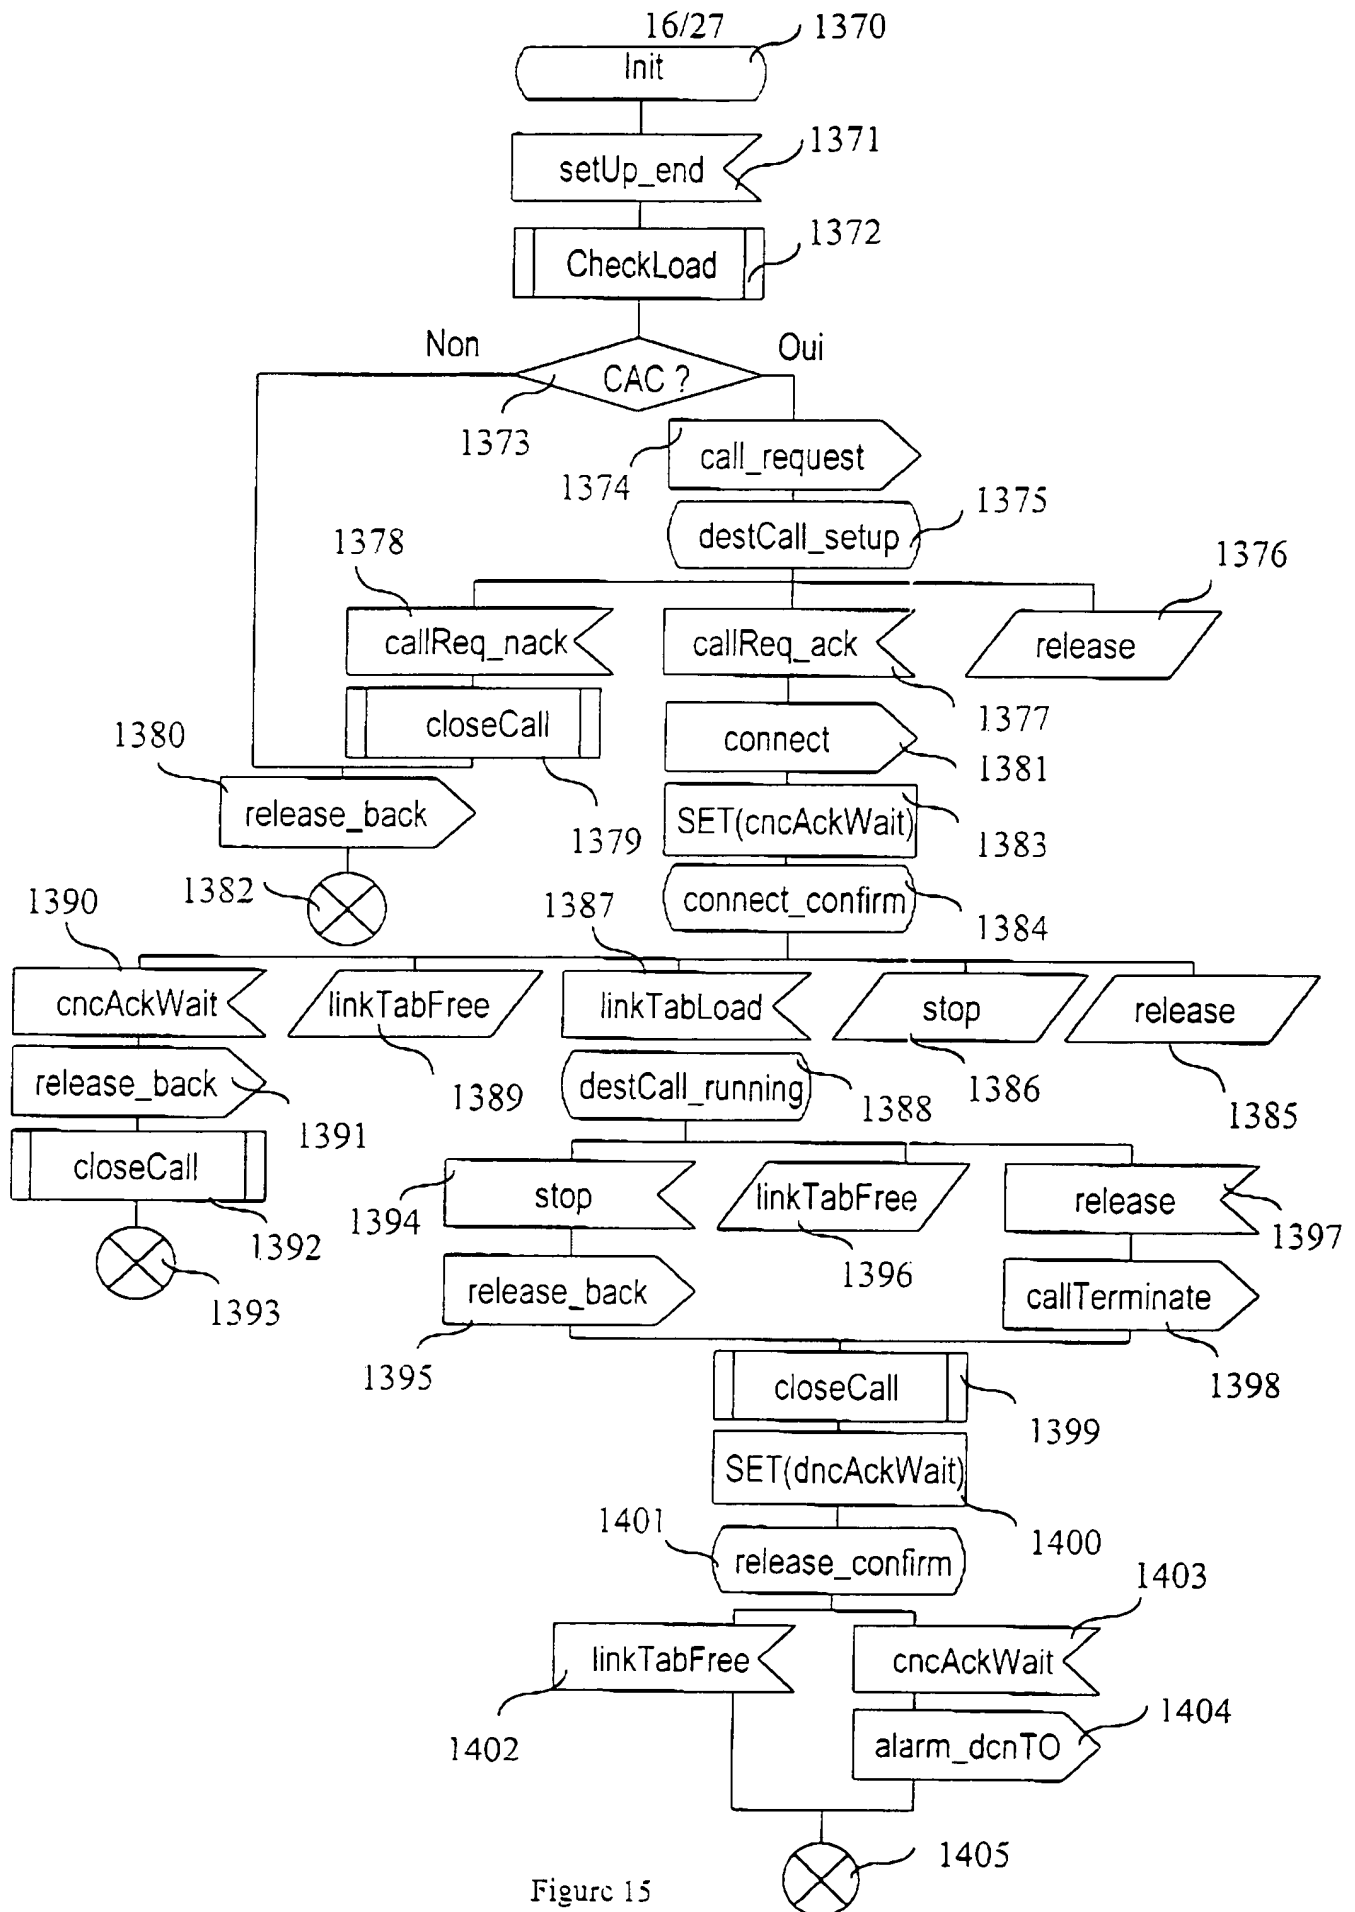 16/27
1370
Init
1371
setUp_end
1372
CheckLoad
Non
Oui
CAC ?
1373
call_request
1374
1375
destCall_setup
1378
1376
callReq_nack
callReq_ack
release
1377
closeCall
connect
1380
1381
release_back
SET(cncAckWait)
1379
1383
1382
connect_confirm
1390
1387
1384
cncAckWait
linkTabFree
linkTabLoad
stop
release
release_back
destCall_running
1389
1388
1386
1385
1391
closeCall
stop
linkTabFree
release
1394
1392
1397
1396
1393
release_back
callTerminate
1395
closeCall
1398
1399
SET(dncAckWait)
1401
1400
release_confirm
1403
linkTabFree
cncAckWait
1402
alarm_dcnTO
1404
1405
Figure 15